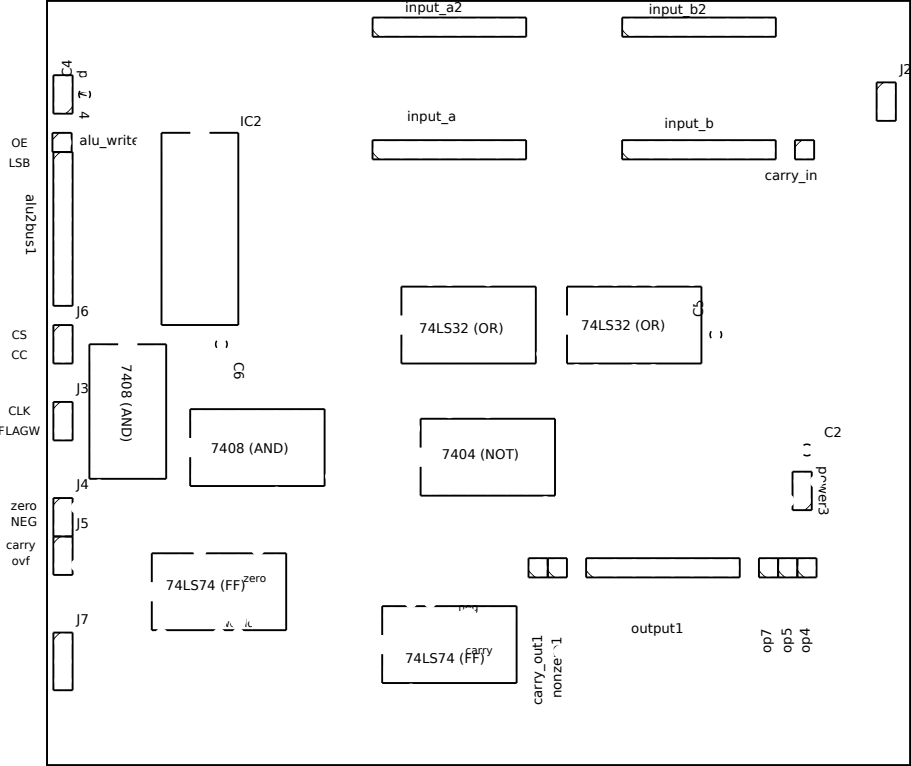 input_a2
input_b2
C4
J2
4
IC2
input_a
input_b
OE
alu_write
LSB
carry_in
alu2bus1
J6
C5
74LS32 (OR)
74LS32 (OR)
CS
CC
C6
J3
7408 (AND)
CLK
FLAGW
C2
7408 (AND)
7404 (NOT)
power3
J4
zero
NEG
J5
carry
ovf
74LS74 (FF)
zero
J7
output1
op7
op5
op4
carry_out1
74LS74 (FF)
carry